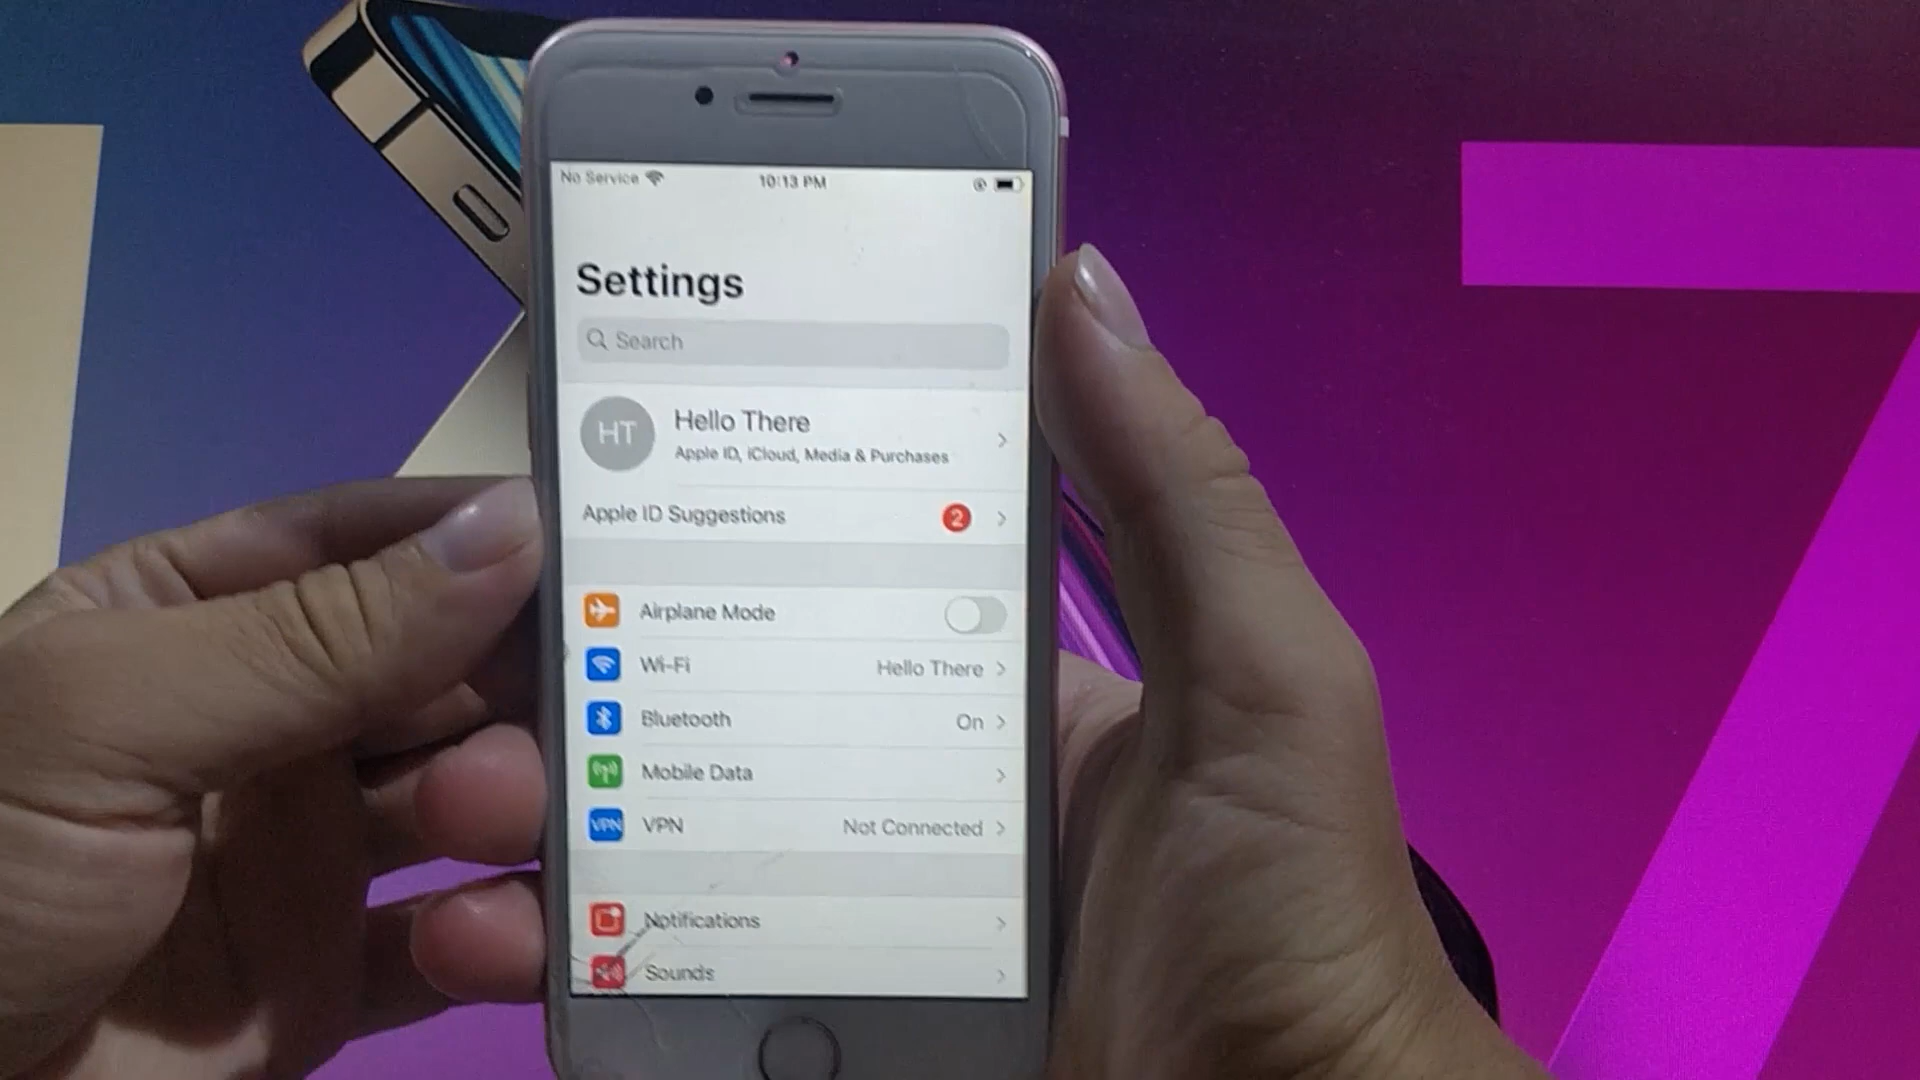 No Service
10:13 PM
Settings
Search
HT
Hello There
Apple ID, iCloud, Media & Purchases
Apple ID Suggestions
2
Airplane Mode
Wi-Fi
Hello There
Bluetooth
On
Mobile Data
VPN
VPN
Not Connected
Notifications
Sounds